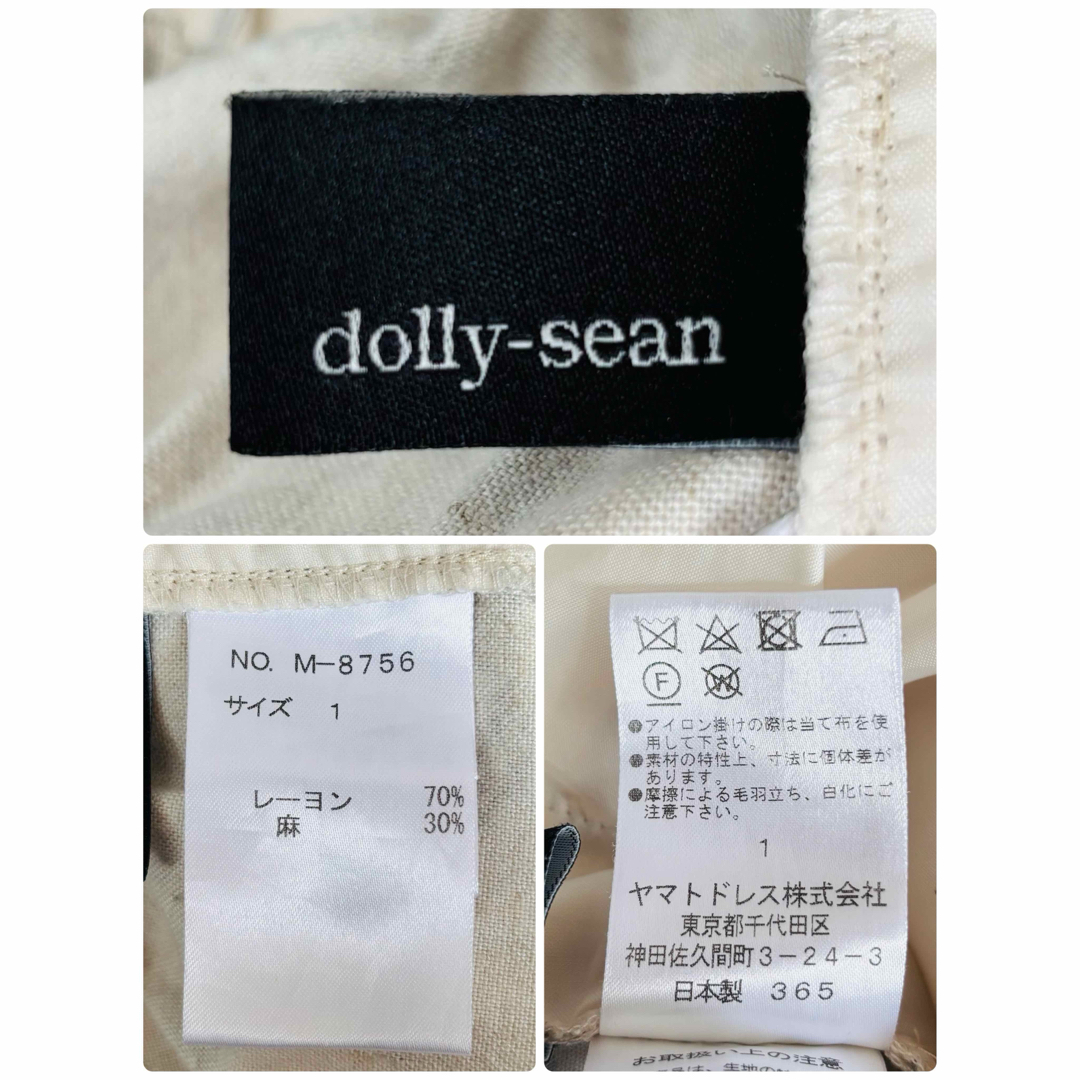 dolly-sean
NO. M-8756
サイズ 1
レーヨン 70%
麻 30%
F
W
●アイロン掛けの際は当て布を使
用して下さい。
●素材の特性上、寸法に個体差が
あります。
●摩擦による毛羽立ち、白化にご
注意下さい。
1
ヤマトドレス株式会社
東京都千代田区
神田佐久間町3-24-3
日本製 365
お取扱い上の注意